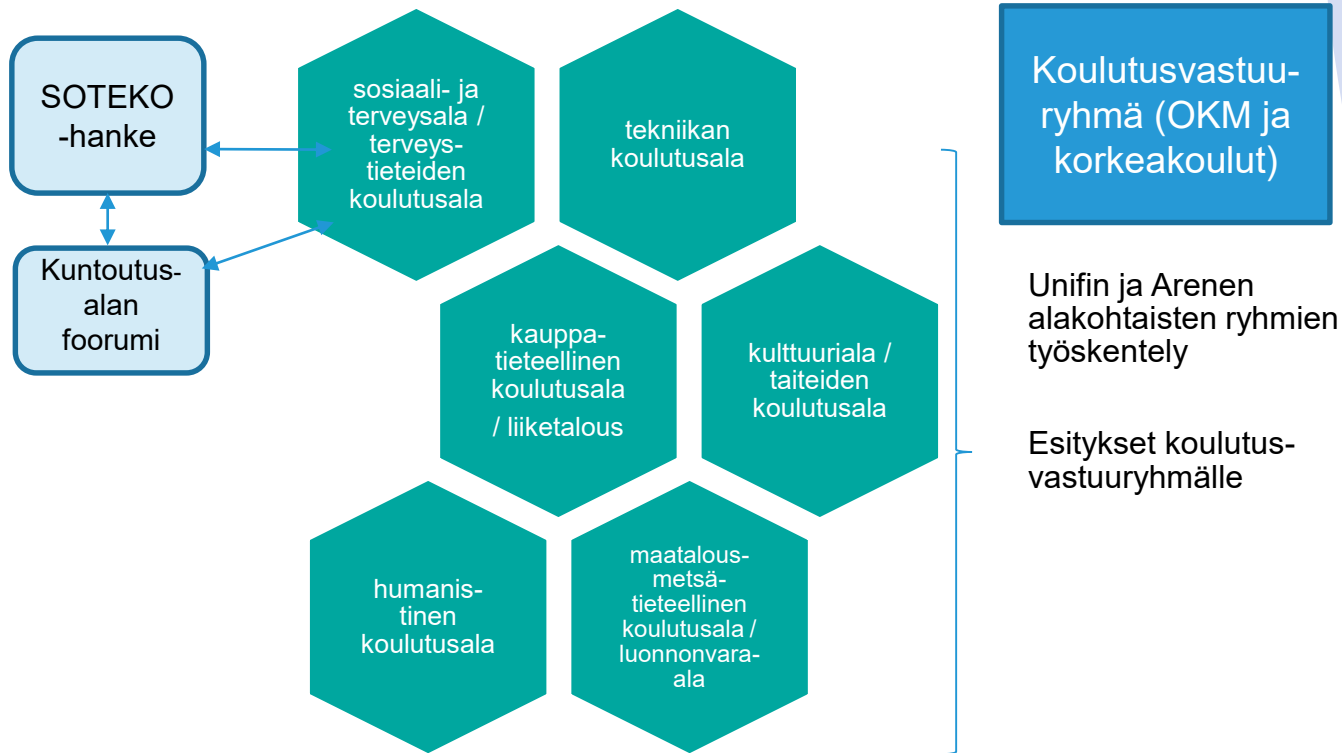 SOTEKO
-hanke
Kuntoutus-
alan
foorumi
sosiaali- ja
terveysala /
terveys-
tieteiden
koulutusala
tekniikan
koulutusala
kauppa-
tieteellinen
koulutusala
/ liiketalous
kulttuuriala /
taiteiden
koulutusala
humanis-
tinen
koulutusala
maatalous-
metsä-
tieteellinen
koulutusala /
luonnonvara-
ala
Koulutusvastuu-
ryhmä (OKM ja
korkeakoulut)
Unifin ja Arenen
alakohtaisten ryhmien
työskentely
Esitykset koulutus-
vastuuryhmälle